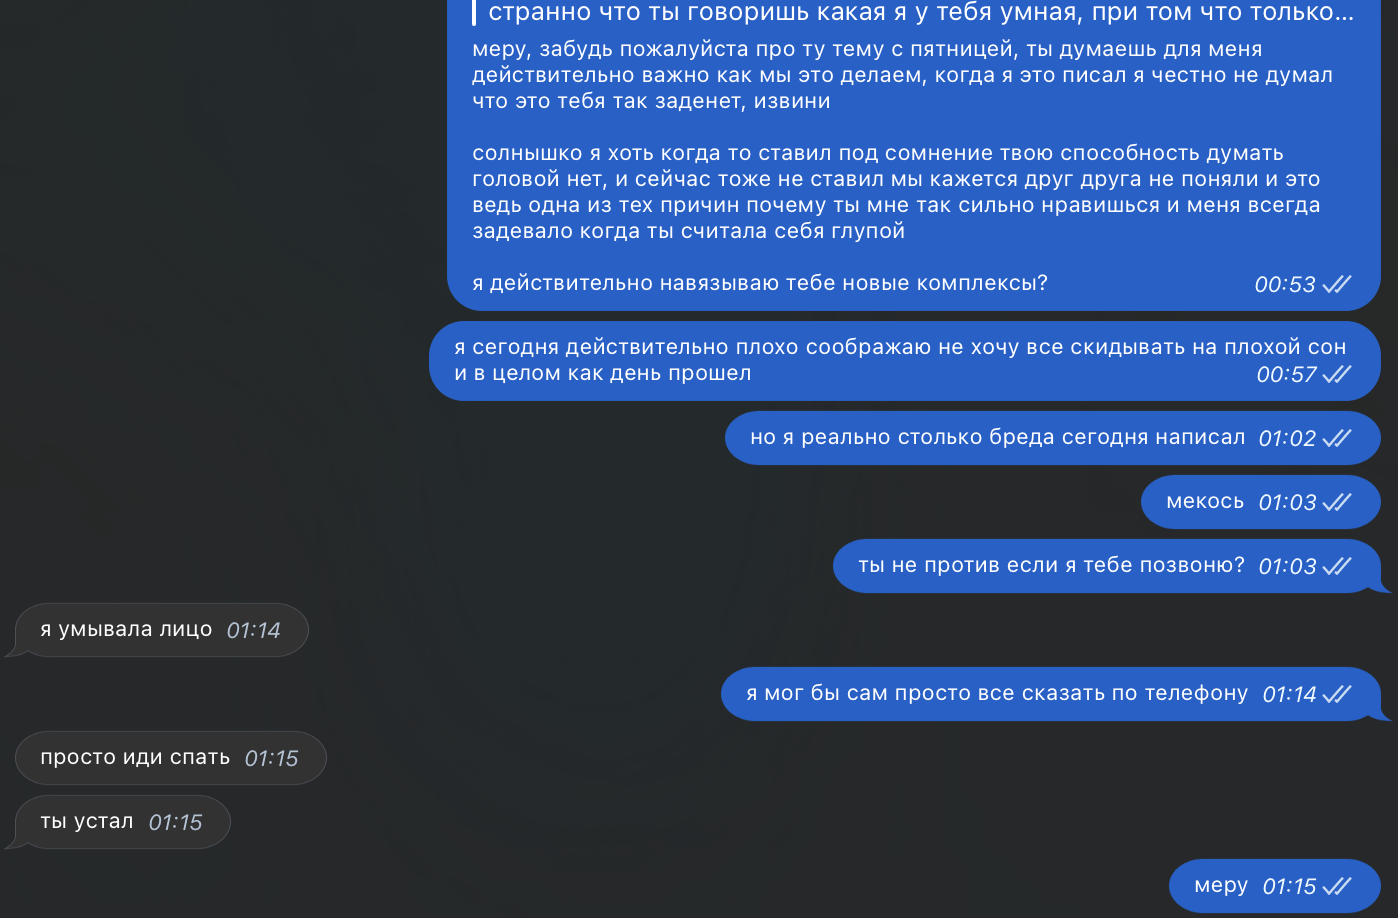 странно что ты говоришь какая я у тебя умная, при том что только...
меру, забудь пожалуйста про ту тему с пятницей, ты думаешь для меня
действительно важно как мы это делаем, когда я это писал я честно не думал
что это тебя так заденет, извини
солнышко я хоть когда то ставил под сомнение твою способность думать
головой нет, и сейчас тоже не ставил мы кажется друг друга не поняли и это
ведь одна из тех причин почему ты мне так сильно нравишься и меня всегда
задевало когда ты считала себя глупой
я действительно навязываю тебе новые комплексы? 00:53
я сегодня действительно плохо соображаю не хочу все скидывать на плохой сон
и в целом как день прошел 00:57
но я реально столько бреда сегодня написал 01:02
мекось 01:03
ты не против если я тебе позвоню? 01:03
я умывала лицо 01:14
я мог бы сам просто все сказать по телефону 01:14
просто иди спать 01:15
ты устал 01:15
меру 01:15